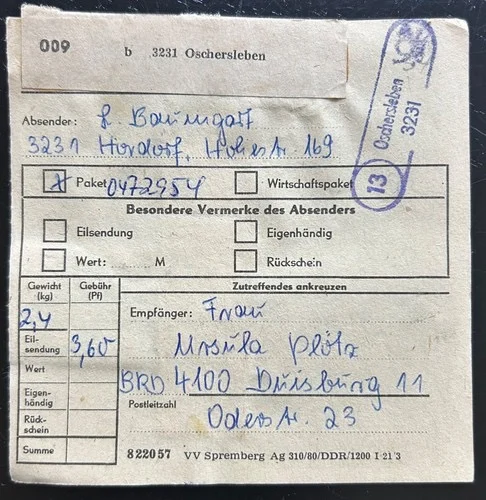 009 b 3231 Oschersleben
13 Oschersleben 3231
Absender: L. Baumgart
3231 Hordorf, Hohestr. 169
x Paket 0472954 Wirtschaftspaket
Besondere Vermerke des Absenders
Eilsendung Eigenhändig
Wert: M Rückschein
Gewicht (kg) Gebühr (Pf) Zutreffendes ankreuzen
2,4
Empfänger: Frau
Eil-sendung 3,60 Ursula Plötz
Wert
BRD 4100 Duisburg 11
Eigen-händig
Postleitzahl Oderstr. 23
Rück-schein
Summe 822057 VV Spremberg Ag 310/80/DDR/1200 I 21 3